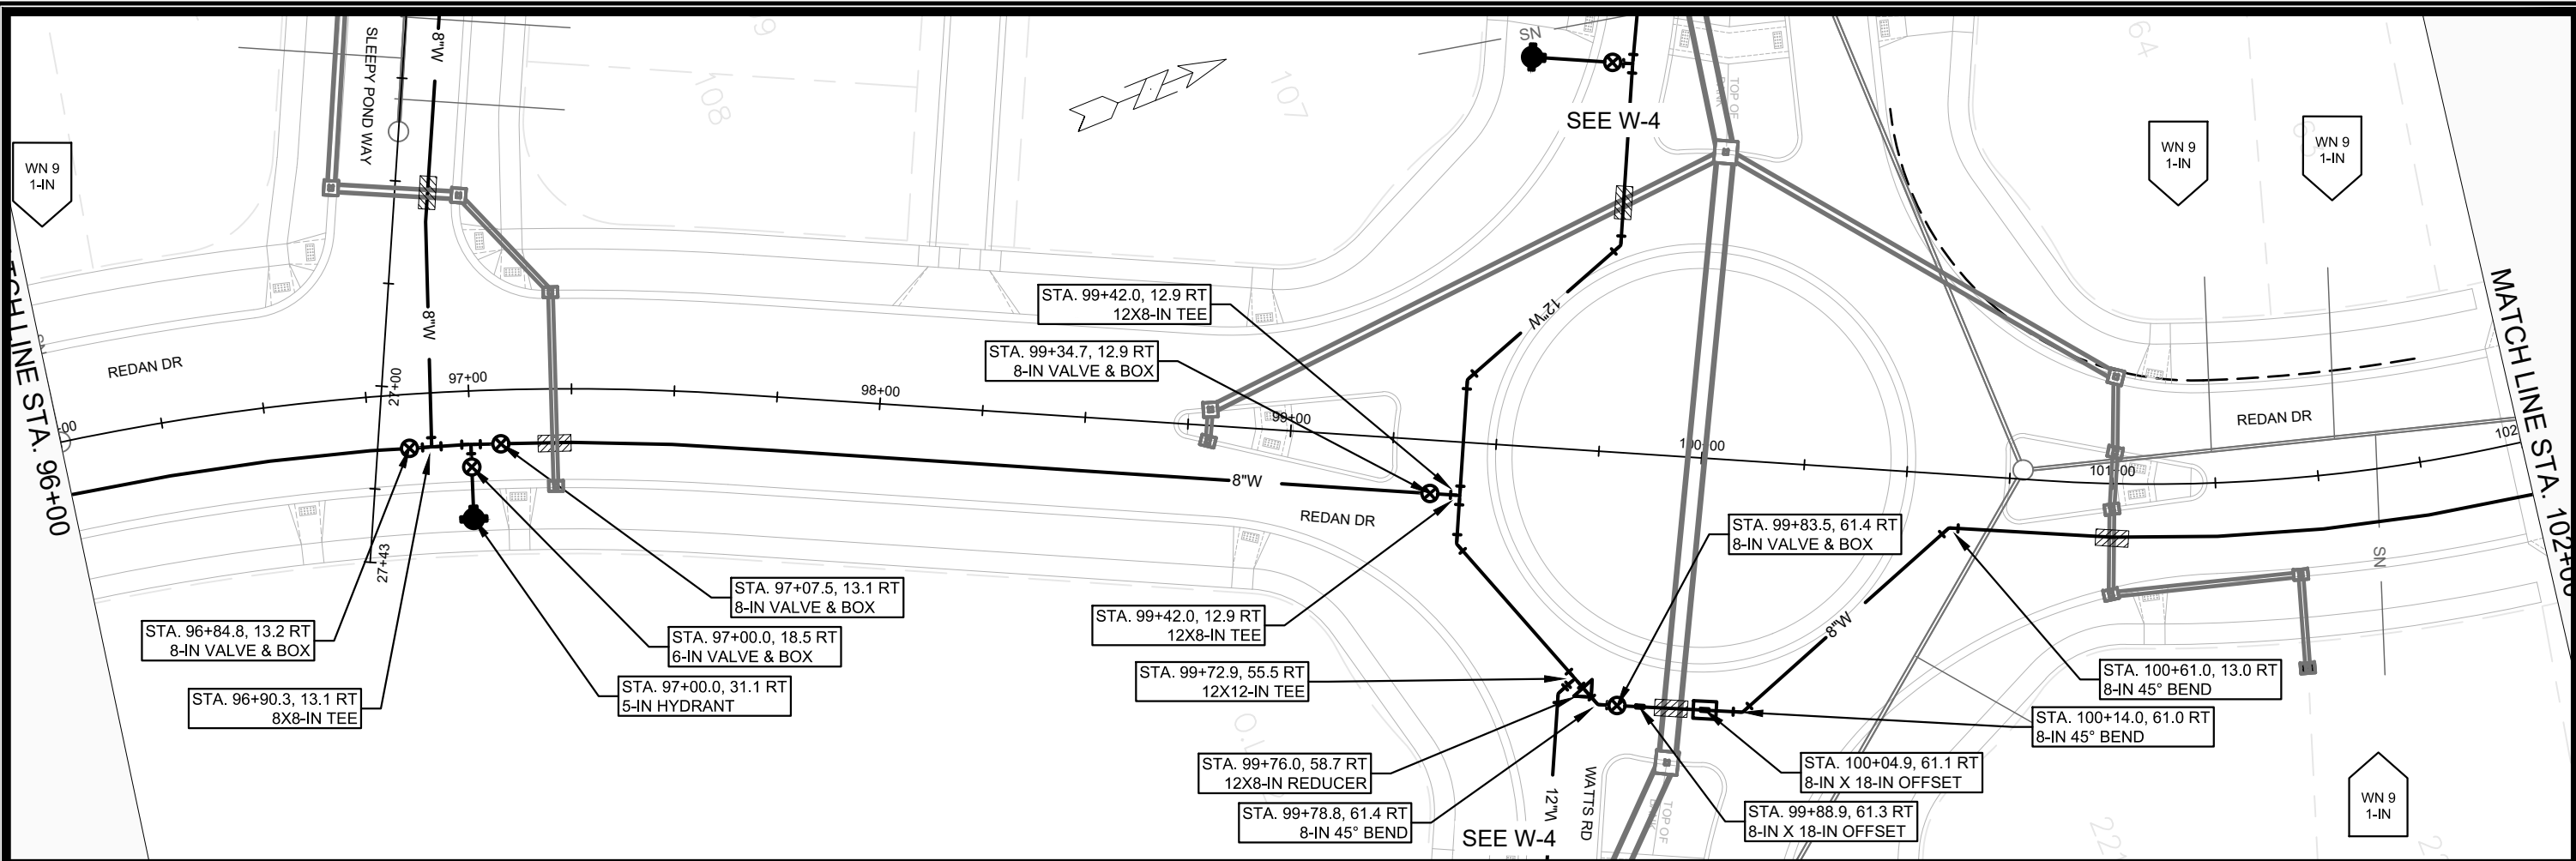 SLEEPY POND WAY
8"W
9
108
107
SN
SEE W-4
TOP OF
64
63
WN 9
1-IN
WN 9
1-IN
WN 9
1-IN
MATCH LINE STA. 102+00
STA. 96+00
8"W
REDAN DR
27+00
97+00
98+00
99+00
100+00
101+00
102
STA. 99+42.0, 12.9 RT
12X8-IN TEE
STA. 99+34.7, 12.9 RT
8-IN VALVE & BOX
12"W
REDAN DR
8"W
REDAN DR
27+43
STA. 99+83.5, 61.4 RT
8-IN VALVE & BOX
SN
STA. 97+07.5, 13.1 RT
8-IN VALVE & BOX
STA. 96+84.8, 13.2 RT
8-IN VALVE & BOX
STA. 97+00.0, 18.5 RT
6-IN VALVE & BOX
STA. 96+90.3, 13.1 RT
8X8-IN TEE
STA. 97+00.0, 31.1 RT
5-IN HYDRANT
STA. 99+42.0, 12.9 RT
12X8-IN TEE
8"W
STA. 99+72.9, 55.5 RT
12X12-IN TEE
STA. 100+61.0, 13.0 RT
8-IN 45° BEND
STA. 100+14.0, 61.0 RT
8-IN 45° BEND
STA. 99+76.0, 58.7 RT
12X8-IN REDUCER
STA. 100+04.9, 61.1 RT
8-IN X 18-IN OFFSET
STA. 99+78.8, 61.4 RT
8-IN 45° BEND
STA. 99+88.9, 61.3 RT
8-IN X 18-IN OFFSET
12"W
WATTS RD
TOP OF
SEE W-4
WN 9
1-IN